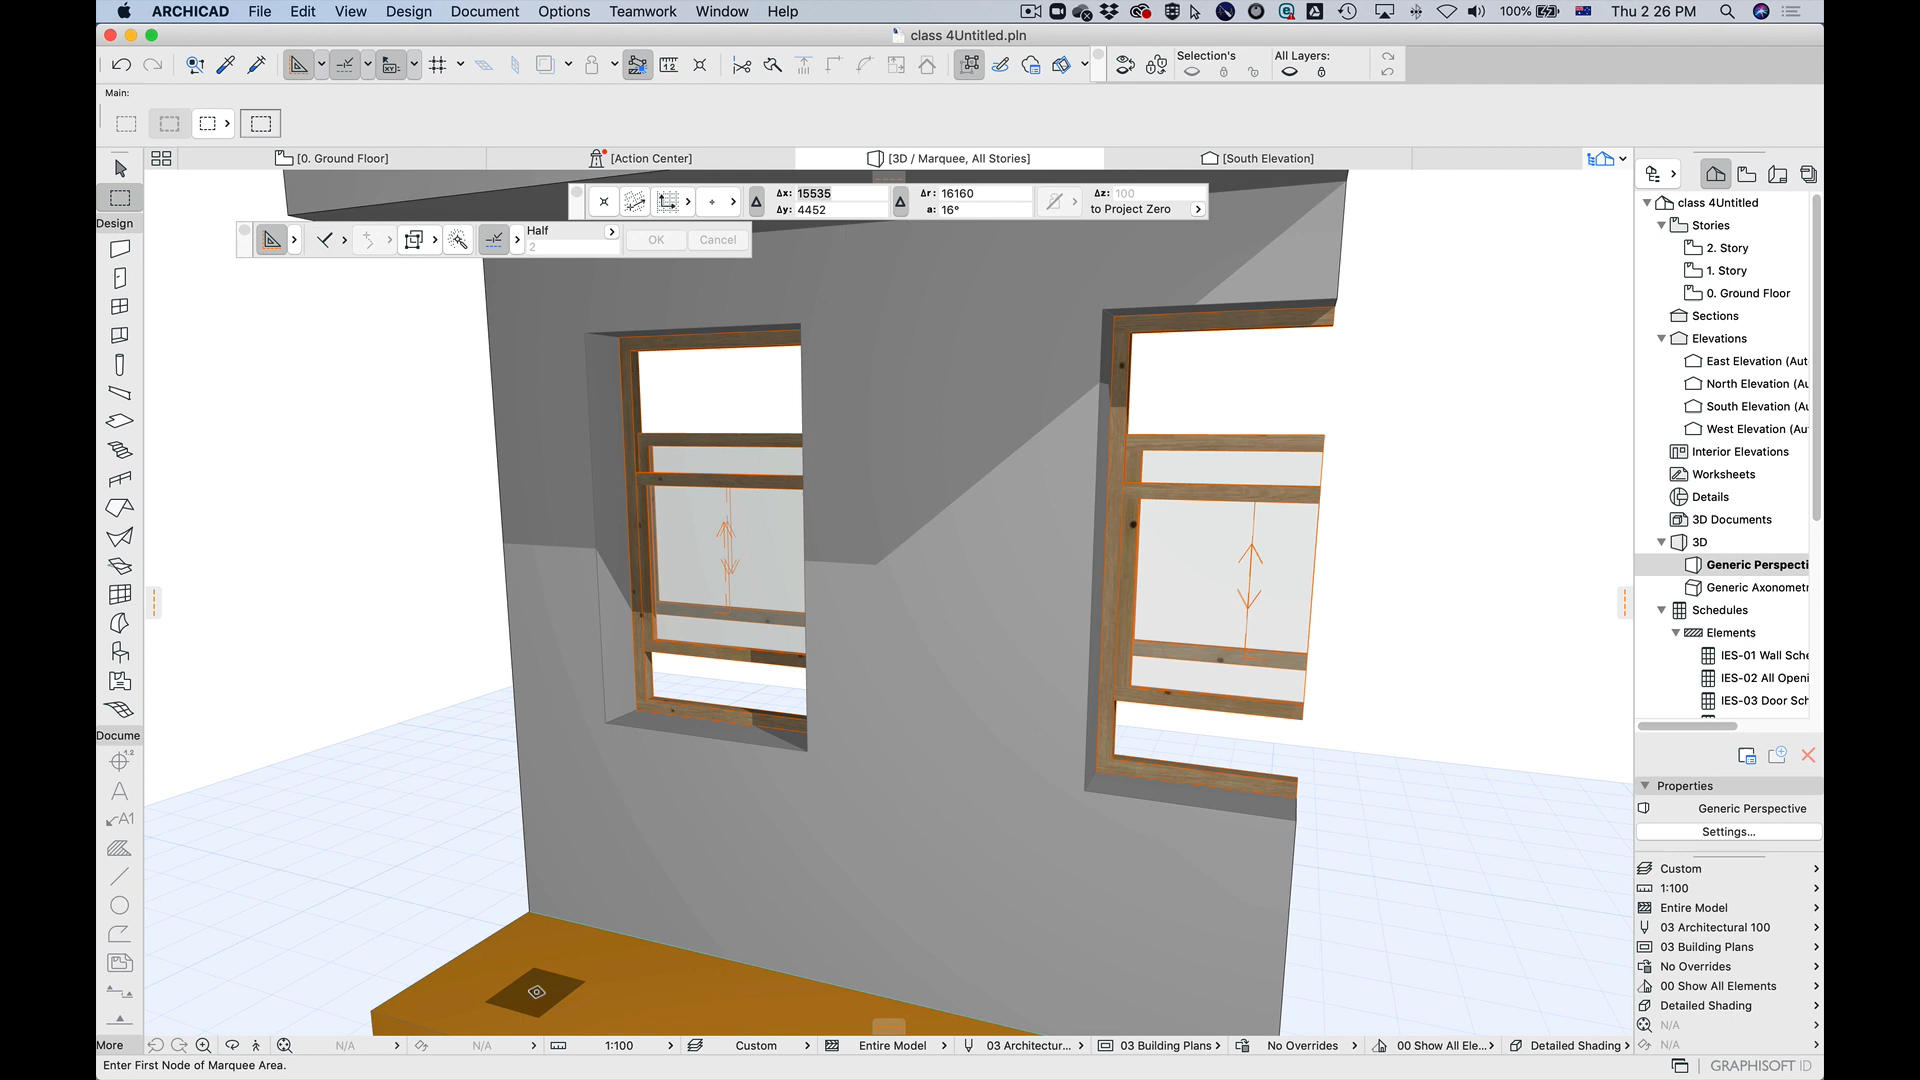 ARCHICAD File Edit View Design Document Options Teamwork Window Help
100% Thu 2 26 PM
class 4Untitled.pln
Selection's
All Layers:
Main:
[0. Ground Floor]
[Action Center]
[3D / Marquee, All Stories]
[South Elevation]
Δx: 15535
Δy: 4452
Δr: 16160
a: 16°
Δz: 100
to Project Zero
Half
2
OK
Cancel
Design
Docume
1.2
A
A1
More
class 4Untitled
Stories
2. Story
1. Story
0. Ground Floor
Sections
Elevations
East Elevation (Aut
North Elevation (Au
South Elevation (Au
West Elevation (Aut
Interior Elevations
Worksheets
Details
3D Documents
3D
Generic Perspecti
Generic Axonomet
Schedules
Elements
IES-01 Wall Sche
IES-02 All Openi
IES-03 Door Sch
Properties
Generic Perspective
Settings...
Custom
1:100
Entire Model
03 Architectural 100
03 Building Plans
No Overrides
00 Show All Elements
Detailed Shading
N/A
N/A
N/A
N/A
1:100
Custom
Entire Model
03 Architectur...
03 Building Plans
No Overrides
00 Show All Ele...
Detailed Shading
Enter First Node of Marquee Area.
GRAPHISOFT ID